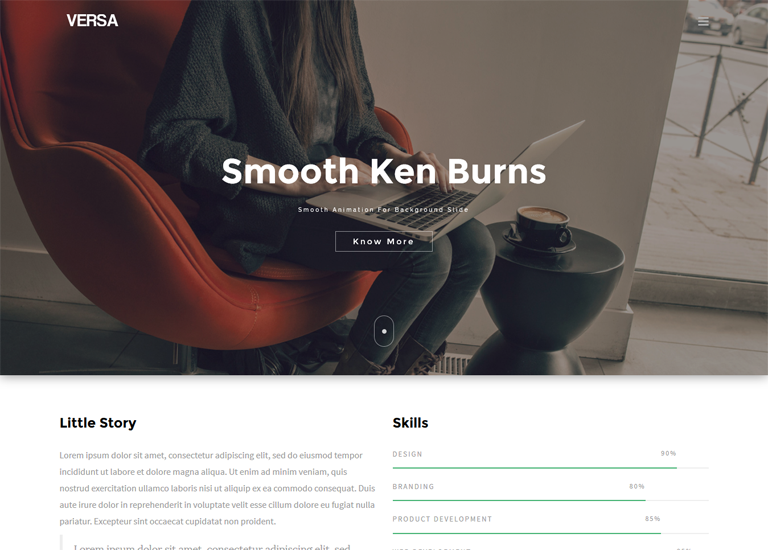 VERSA
Smooth Ken Burns
Smooth Animation For Background Slide
Know More
Little Story
Lorem ipsum dolor sit amet, consectetur adipiscing elit, sed do eiusmod tempor
incididunt ut labore et dolore magna aliqua. Ut enim ad minim veniam, quis
nostrud exercitation ullamco laboris nisi ut aliquip ex ea commodo consequat. Duis
aute irure dolor in reprehenderit in voluptate velit esse cillum dolore eu fugiat nulla
pariatur. Excepteur sint occaecat cupidatat non proident.
Lorem ipsum dolor sit amet, consectetur adipiscing elit, sed
Skills
DESIGN 90%
BRANDING 80%
PRODUCT DEVELOPMENT 85%